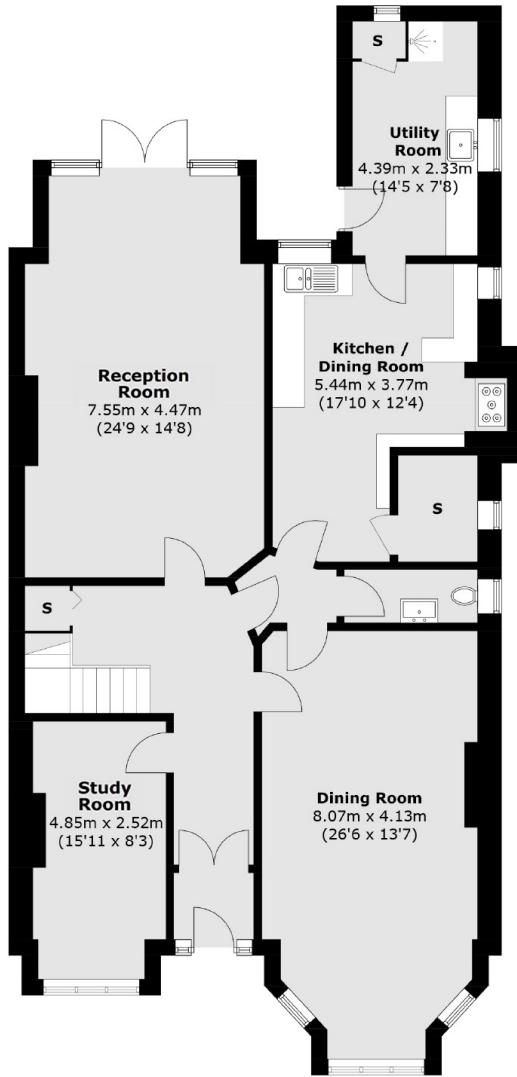 S
Utility
Room
4.39m x 2.33m
(14'5 x 7'8)
Kitchen /
Dining Room
5.44m x 3.77m
(17'10 x 12'4)
Reception
Room
7.55m x 4.47m
(24'9 x 14'8)
S
S
Study
Room
4.85m x 2.52m
(15'11 x 8'3)
Dining Room
8.07m x 4.13m
(26'6 x 13'7)